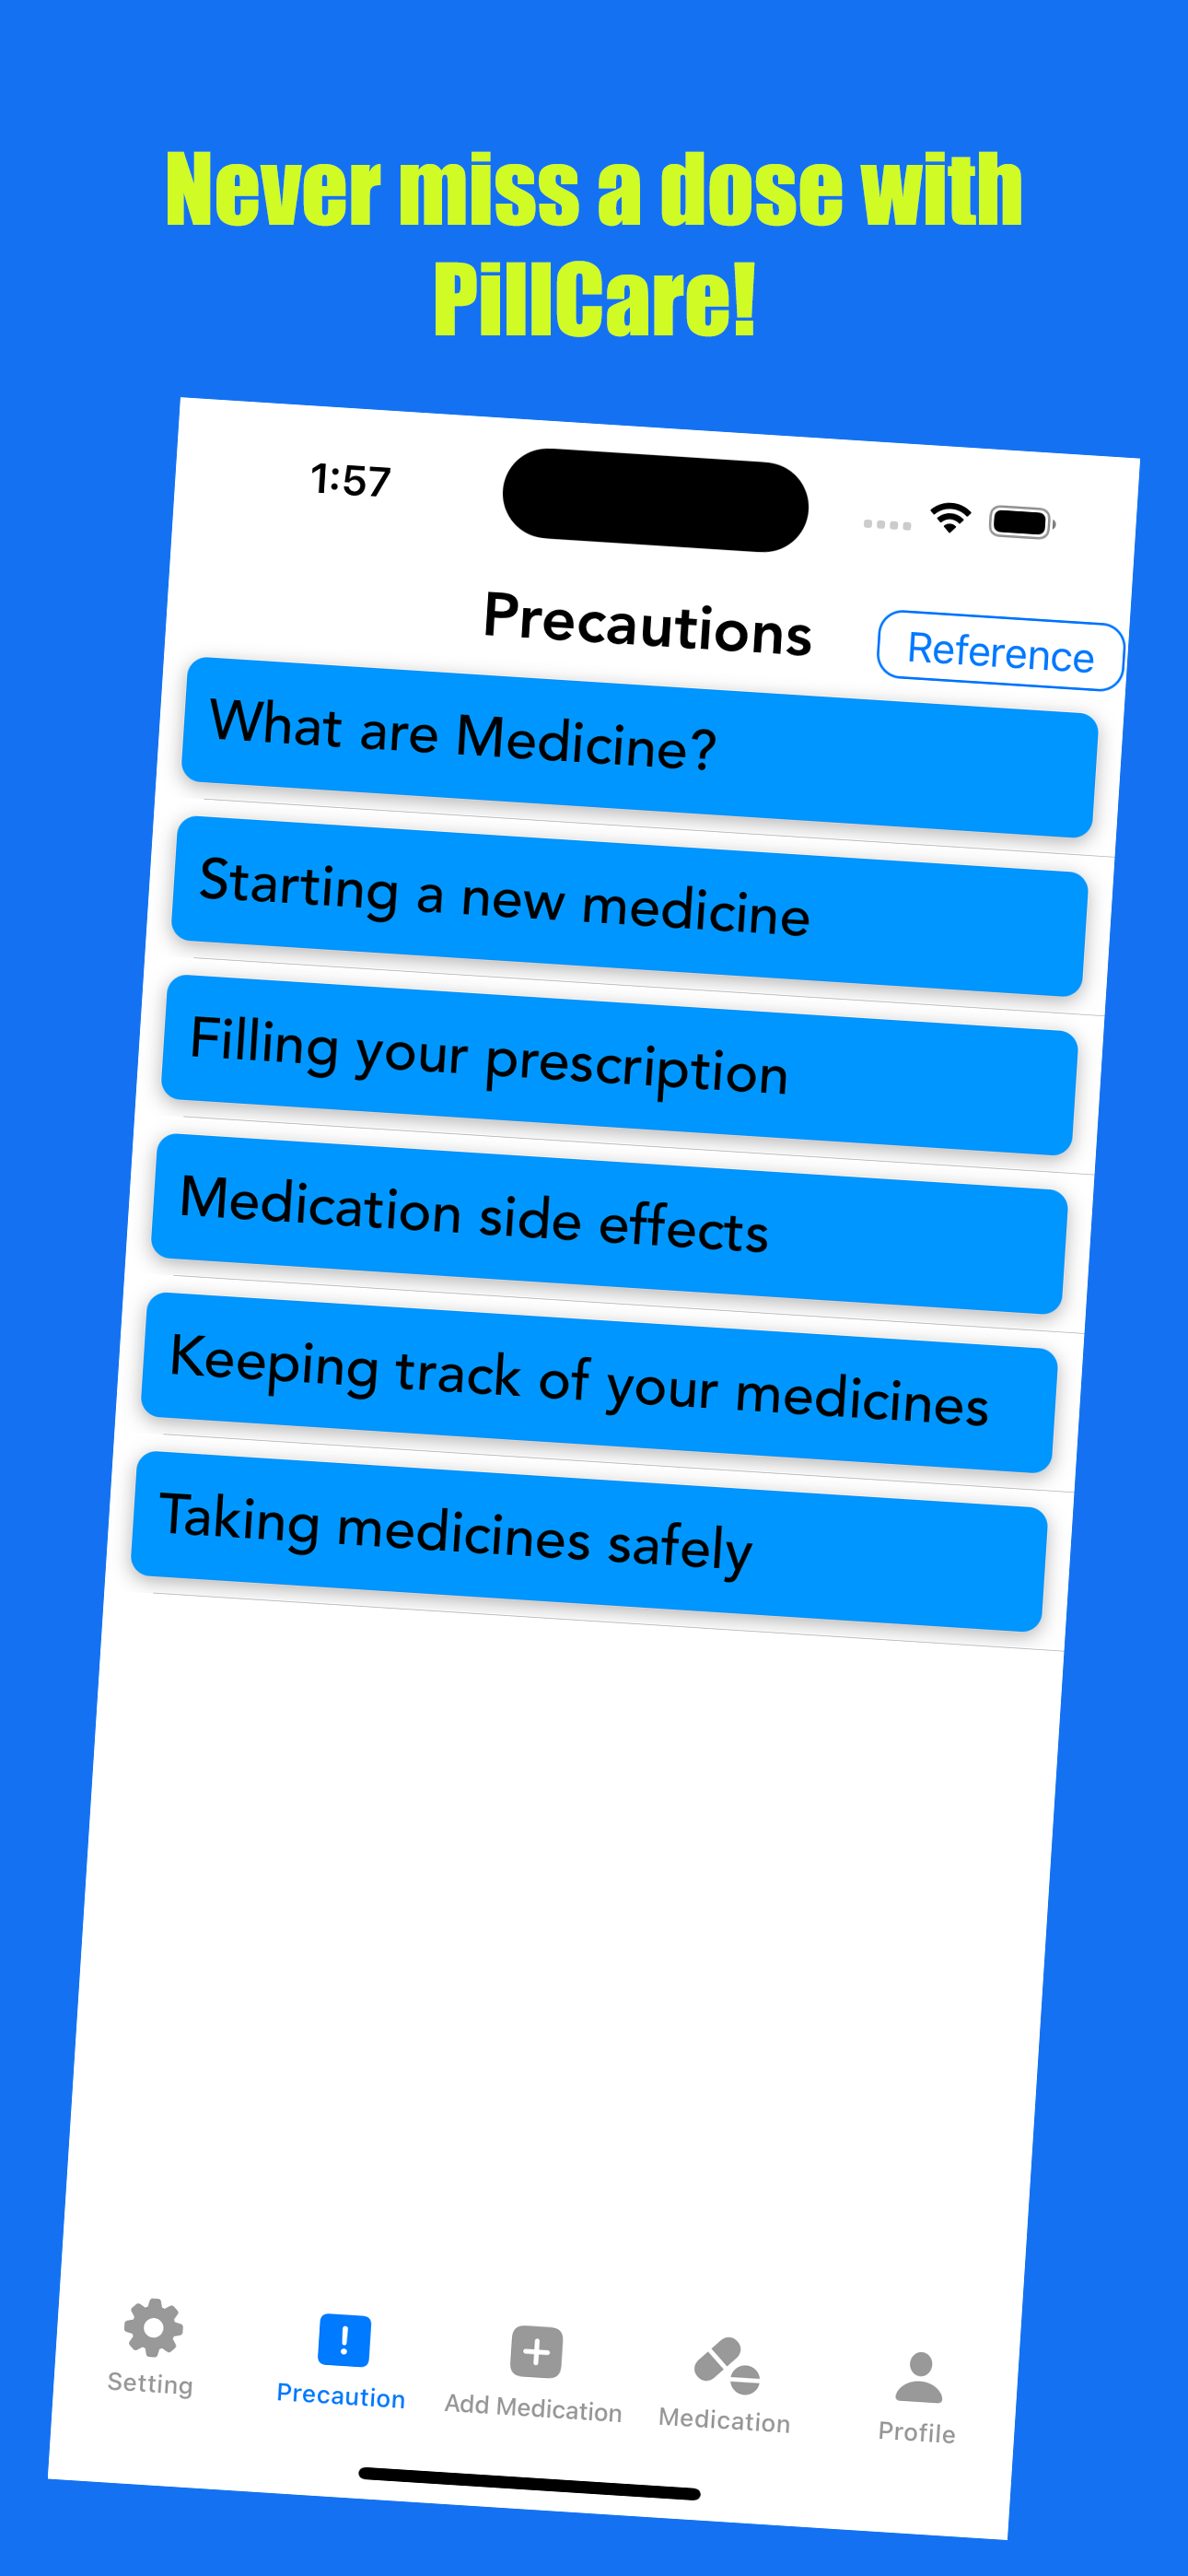 Never miss a dose with
PillCare!
1:57
Precautions
Reference
What are Medicine?
Starting a new medicine
Filling your prescription
Medication side effects
Keeping track of your medicines
Taking medicines safely
Setting
Precaution
Add Medication
Medication
Profile